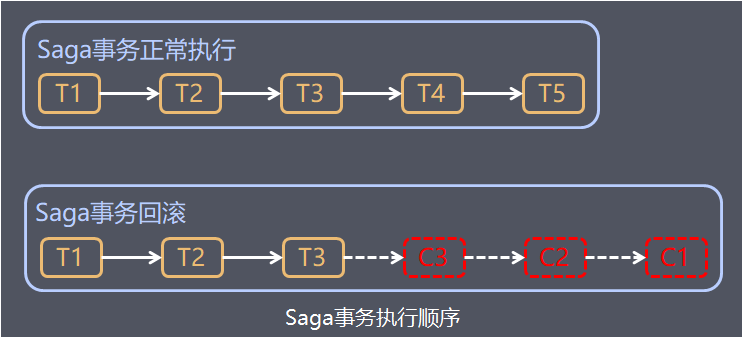 Saga事务正常执行
T1 T2 T3 T4 T5
Saga事务回滚
T1 T2 T3 C3 C2 C1
Saga事务执行顺序